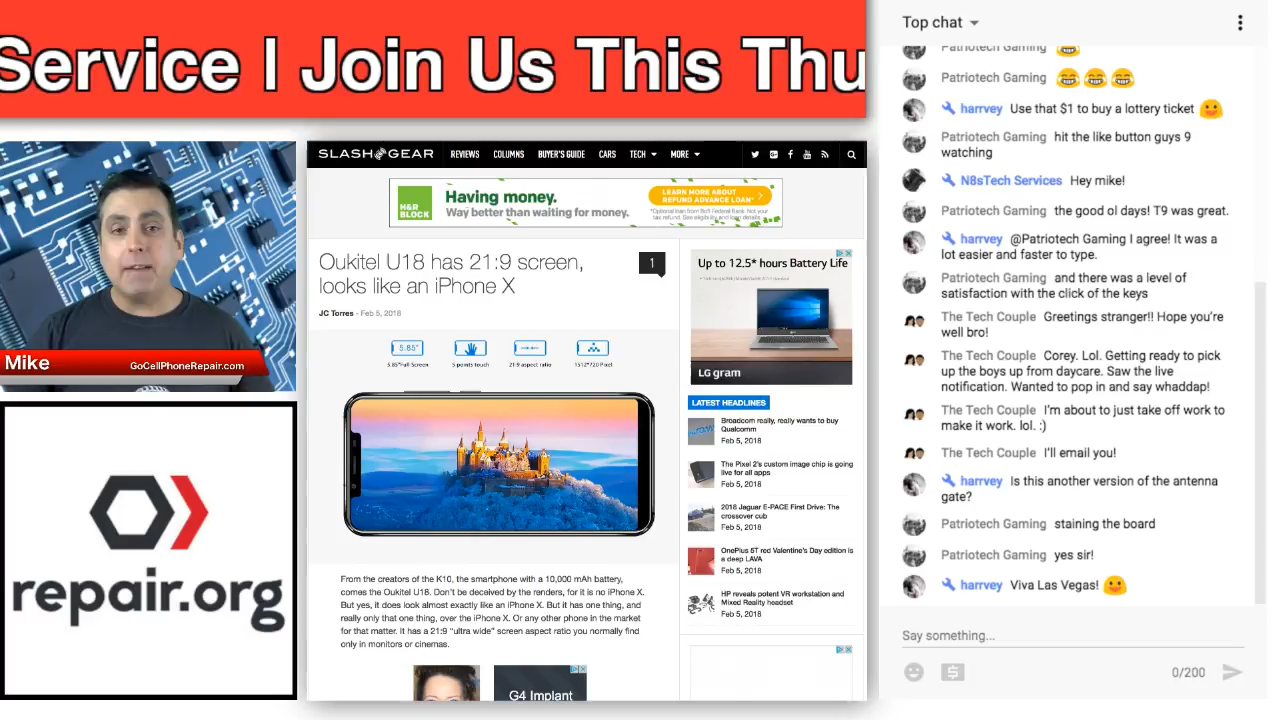 Service | Join Us This Thu
Mike
GoCellPhoneRepair.com
repair.org
SLASHGEAR REVIEWS COLUMNS BUYER'S GUIDE CARS TECH MORE
H&R BLOCK
Having money.
Way better than waiting for money.
LEARN MORE ABOUT
REFUND ADVANCE LOAN*
Oukitel U18 has 21:9 screen,
looks like an iPhone X
1
JC Torres - Feb 5, 2018
5.85"
5.85"Full Screen
5 points touch
21:9 aspect ratio
1512*720 Pixel
From the creators of the K10, the smartphone with a 10,000 mAh battery,
comes the Oukitel U18. Don't be deceived by the renders, for it is no iPhone X.
But yes, it does look almost exactly like an iPhone X. But it has one thing, and
really only that one thing, over the iPhone X. Or any other phone in the market
for that matter. It has a 21:9 "ultra wide" screen aspect ratio you normally find
only in monitors or cinemas.
G4 Implant
Up to 12.5* hours Battery Life
LG gram
LATEST HEADLINES
Broadcom really, really wants to buy
Qualcomm
Feb 5, 2018
The Pixel 2's custom image chip is going
live for all apps
Feb 5, 2018
2018 Jaguar E-PACE First Drive: The
crossover cub
Feb 5, 2018
OnePlus 5T red Valentine's Day edition is
a deep LAVA
Feb 5, 2018
HP reveals potent VR workstation and
Mixed Reality headset
Feb 5, 2018
Top chat
Patriotech Gaming 😂
Patriotech Gaming 😂😂😂
harrvey Use that $1 to buy a lottery ticket 😃
Patriotech Gaming hit the like button guys 9
watching
N8sTech Services Hey mike!
Patriotech Gaming the good ol days! T9 was great.
harrvey @Patriotech Gaming I agree! It was a
lot easier and faster to type.
Patriotech Gaming and there was a level of
satisfaction with the click of the keys
The Tech Couple Greetings stranger!! Hope you're
well bro!
The Tech Couple Corey. Lol. Getting ready to pick
up the boys up from daycare. Saw the live
notification. Wanted to pop in and say whaddap!
The Tech Couple I'm about to just take off work to
make it work. lol. :)
The Tech Couple I'll email you!
harrvey Is this another version of the antenna
gate?
Patriotech Gaming staining the board
Patriotech Gaming yes sir!
harrvey Viva Las Vegas! 😃
Say something...
0/200